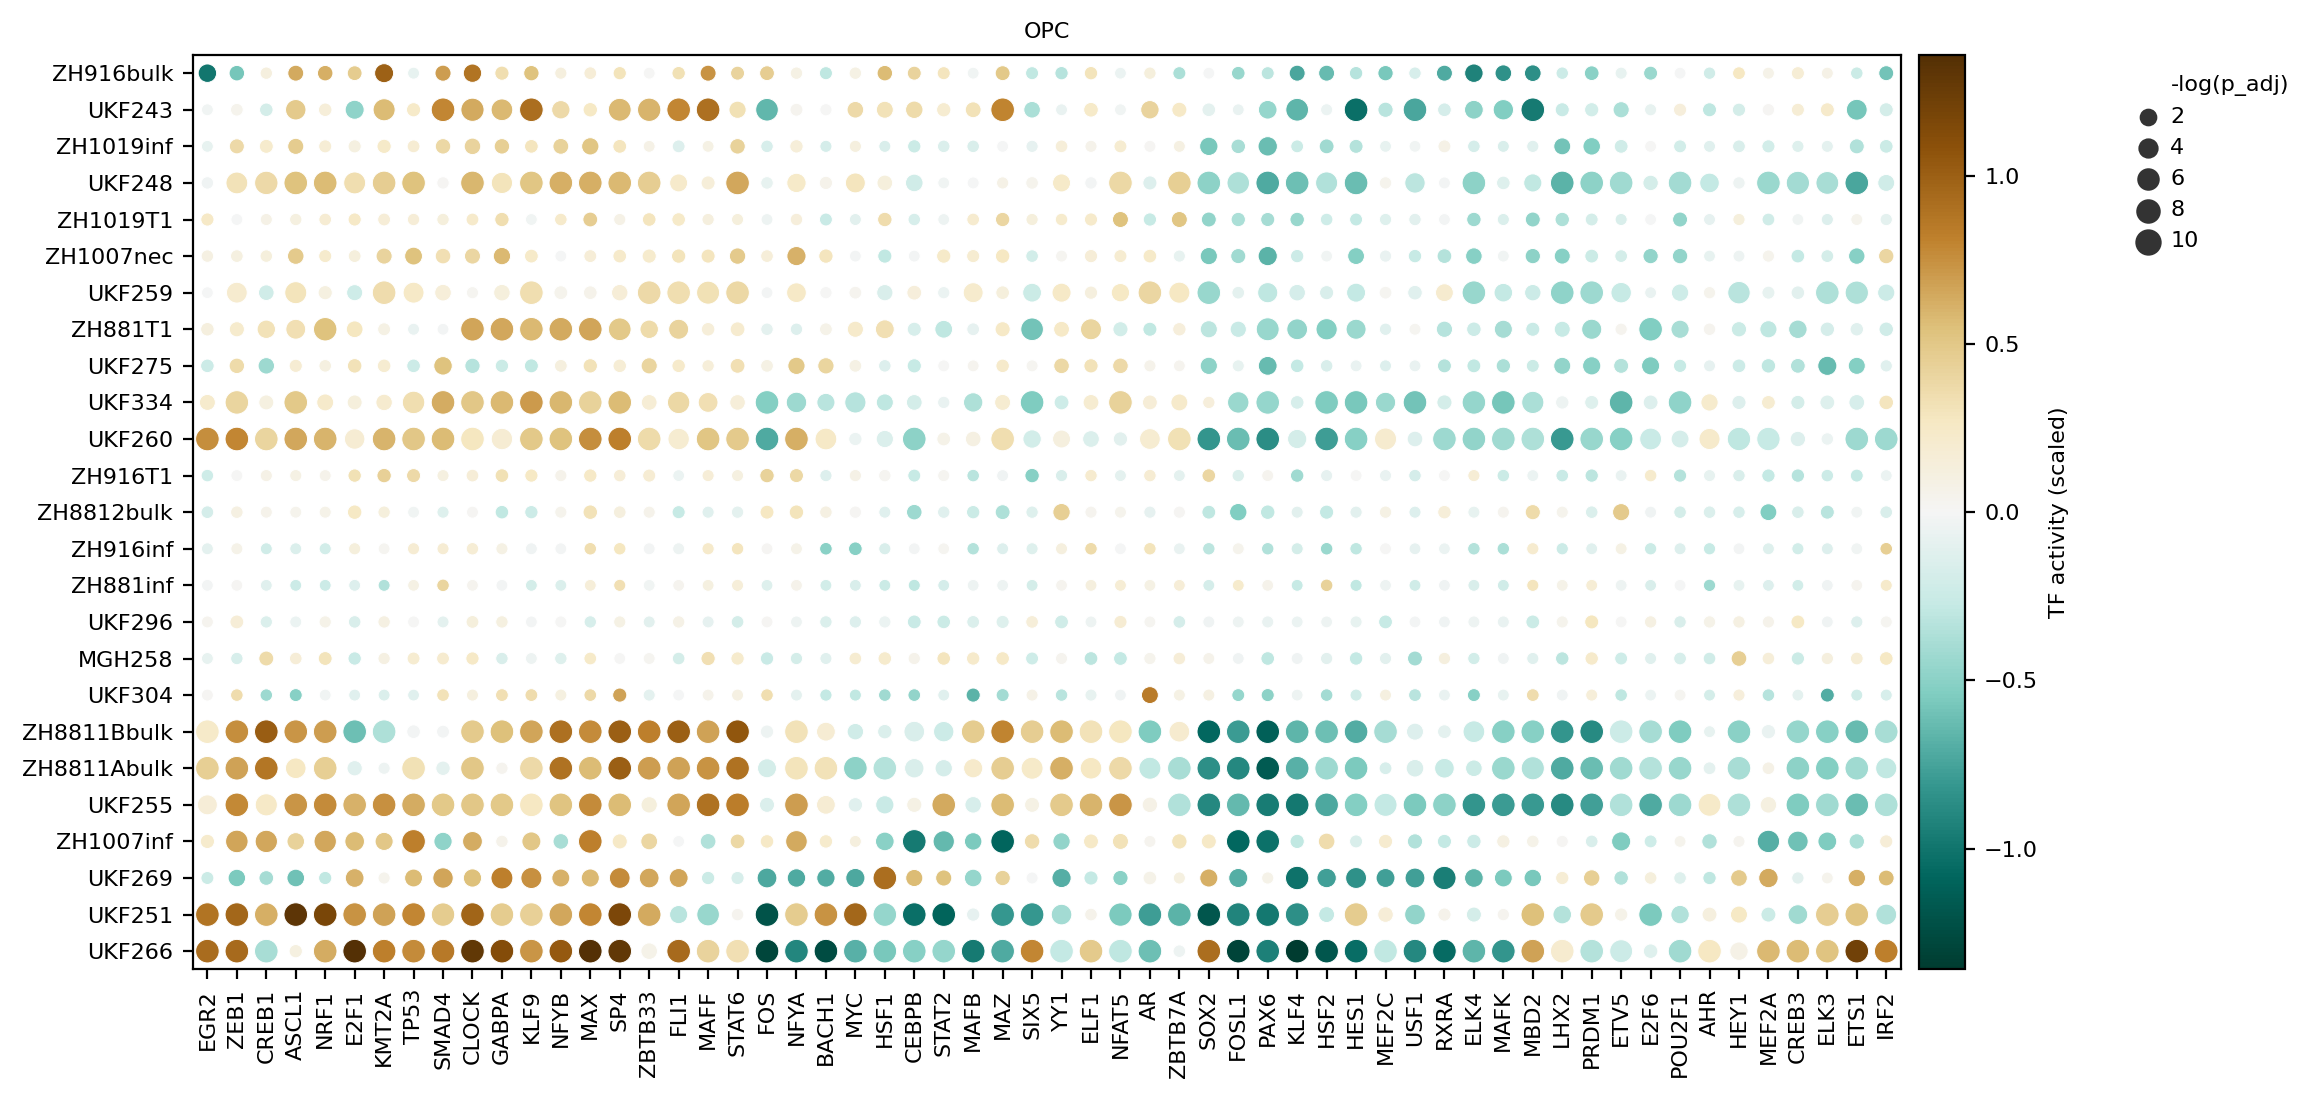 OPC
ZH916bulk
UKF243
ZH1019inf
UKF248
ZH1019T1
ZH1007nec
UKF259
ZH881T1
UKF275
UKF334
UKF260
ZH916T1
ZH8812bulk
ZH916inf
ZH881inf
UKF296
MGH258
UKF304
ZH8811Bbulk
ZH8811Abulk
UKF255
ZH1007inf
UKF269
UKF251
UKF266
EGR2
ZEB1
CREB1
ASCL1
NRF1
E2F1
KMT2A
TP53
SMAD4
CLOCK
GABPA
KLF9
NFYB
MAX
SP4
ZBTB33
FLI1
MAFF
STAT6
FOS
NFYA
BACH1
MYC
HSF1
CEBPB
STAT2
MAFB
MAZ
SIX5
YY1
ELF1
NFAT5
AR
ZBTB7A
SOX2
FOSL1
PAX6
KLF4
HSF2
HES1
MEF2C
USF1
RXRA
ELK4
MAFK
MBD2
LHX2
PRDM1
ETV5
E2F6
POU2F1
AHR
HEY1
MEF2A
CREB3
ELK3
ETS1
IRF2
1.0
0.5
0.0
−0.5
−1.0
TF activity (scaled)
-log(p_adj)
2
4
6
8
10